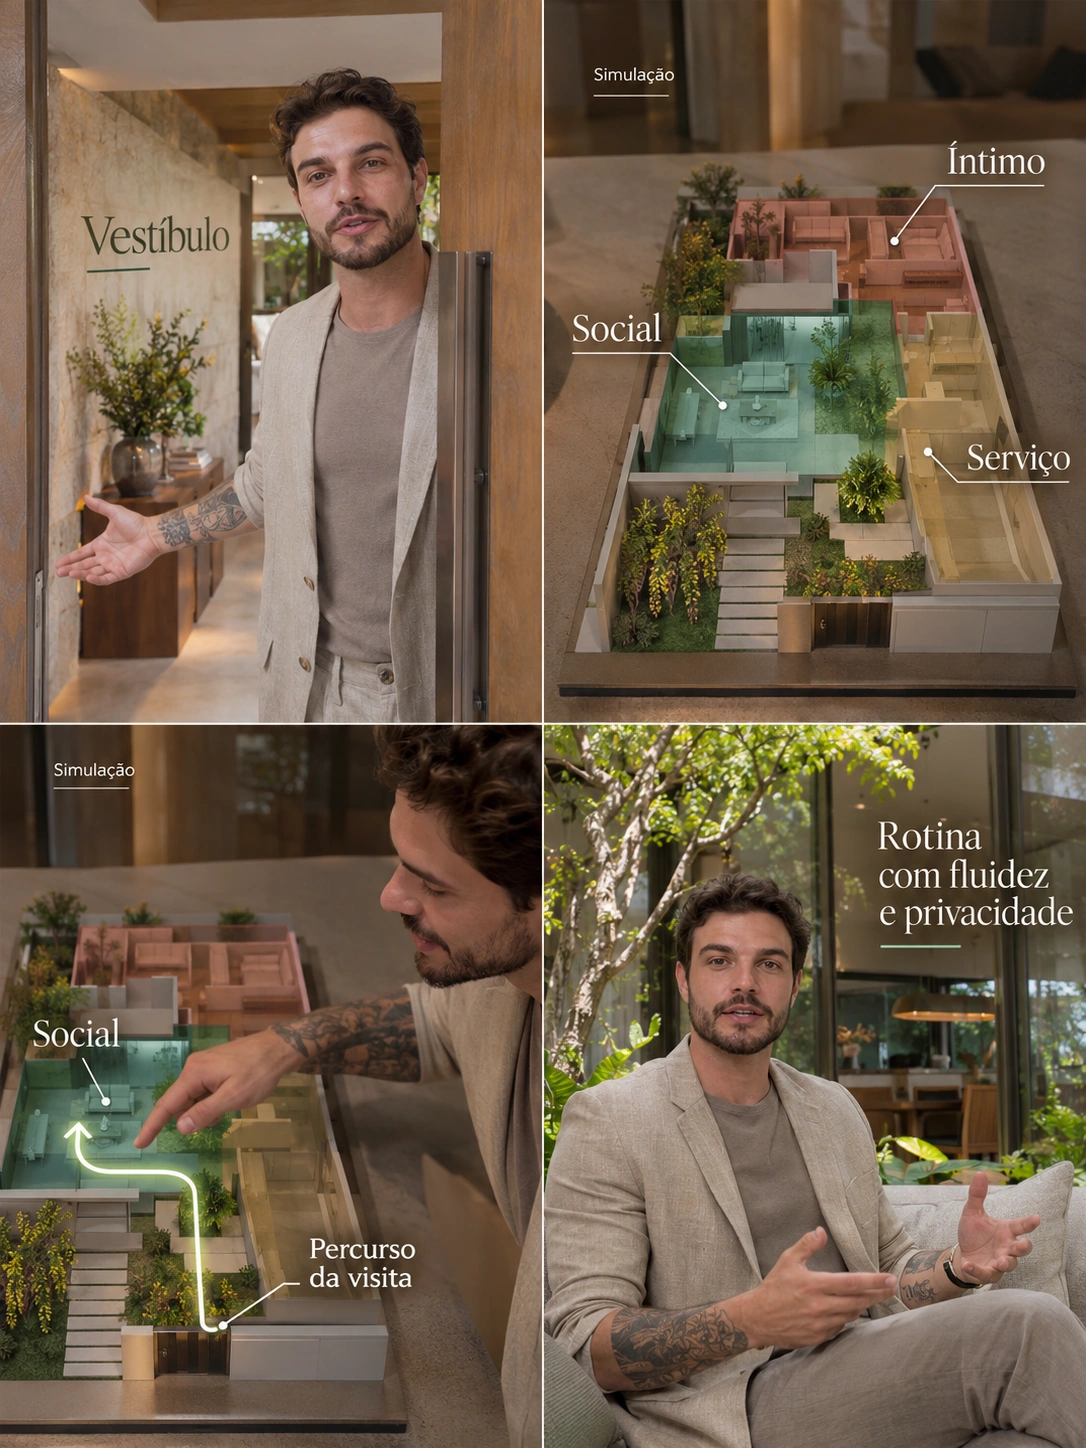 Vestíbulo
Simulação
Íntimo
Social
Serviço
Simulação
Social
Percurso
da visita
Rotina
com fluidez
e privacidade